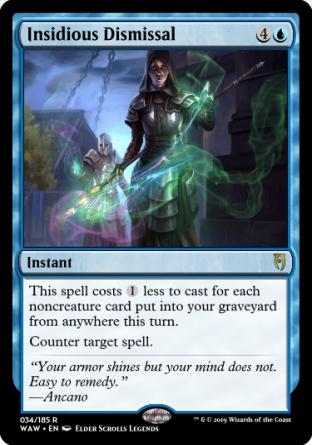 Insidious Dismissal 4
Instant
This spell costs 1 less to cast for each
noncreature card put into your graveyard
from anywhere this turn.
Counter target spell.
“Your armor shines but your mind does not.
Easy to remedy.”
—Ancano
034/185 R
WAW • EN ELDER SCROLLS LEGENDS
™ & © 2019 Wizards of the Coast